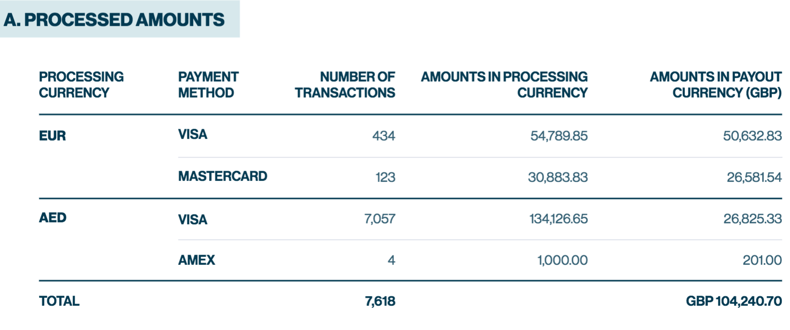 A. PROCESSED AMOUNTS
PROCESSING CURRENCY PAYMENT METHOD NUMBER OF TRANSACTIONS AMOUNTS IN PROCESSING CURRENCY AMOUNTS IN PAYOUT CURRENCY (GBP)
EUR VISA 434 54,789.85 50,632.83
MASTERCARD 123 30,883.83 26,581.54
AED VISA 7,057 134,126.65 26,825.33
AMEX 4 1,000.00 201.00
TOTAL 7,618 GBP 104,240.70